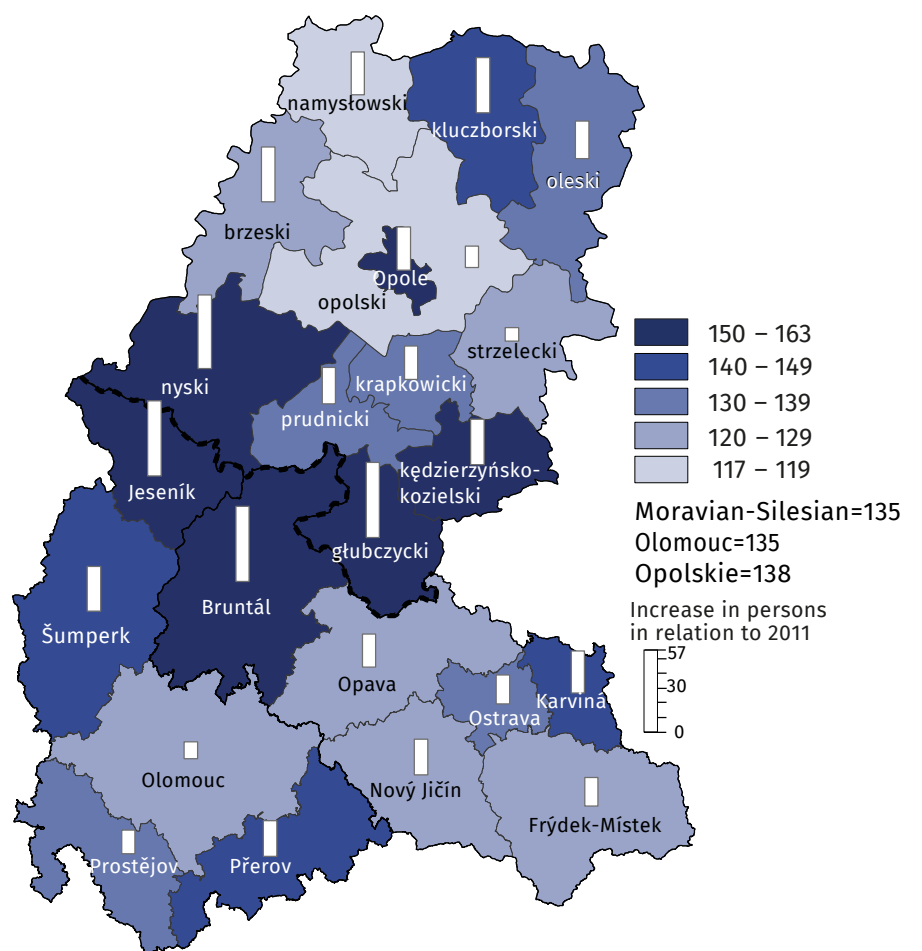 namysłowski
kluczborski
oleski
brzeski
Opole
opolski
strzelecki
nyski
krapkowicki
prudnicki
kędzierzyńsko-
kozielski
Jeseník
głubczycki
Bruntál
Šumperk
Opava
Karviná
Ostrava
Olomouc
Nový Jičín
Frýdek-Místek
Prostějov
Přerov
150 – 163
140 – 149
130 – 139
120 – 129
117 – 119
Moravian-Silesian=135
Olomouc=135
Opolskie=138
Increase in persons
in relation to 2011
57
30
0